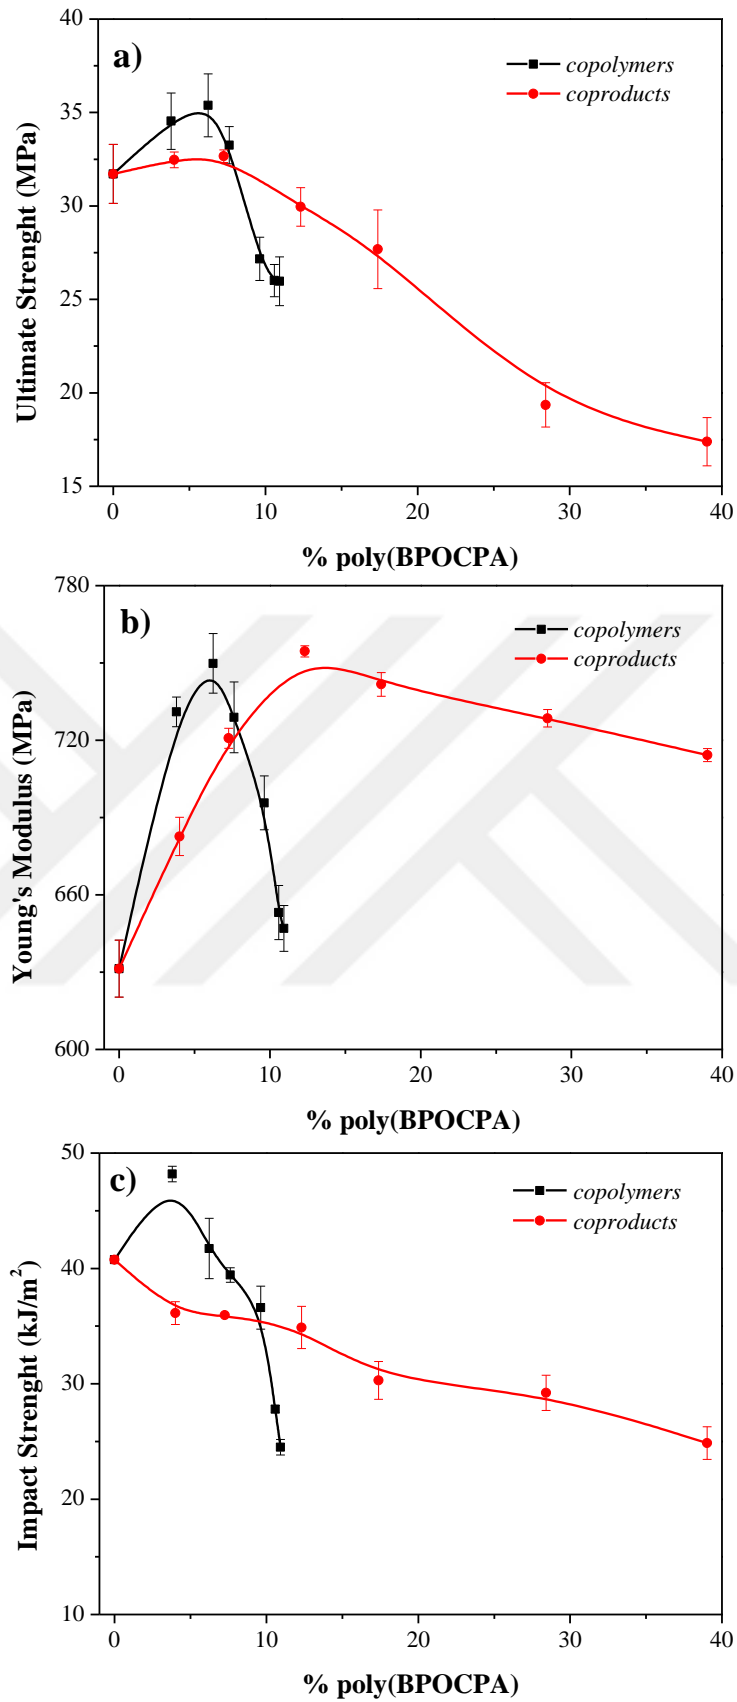 a)
copolymers
coproducts
40
35
30
25
20
15
Ultimate Strenght (MPa)
0 10 20 30 40
% poly(BPOCPA)
b)
copolymers
coproducts
780
720
660
600
Young's Modulus (MPa)
0 10 20 30 40
% poly(BPOCPA)
c)
copolymers
coproducts
50
40
30
20
10
Impact Strenght (kJ/m²)
0 10 20 30 40
% poly(BPOCPA)